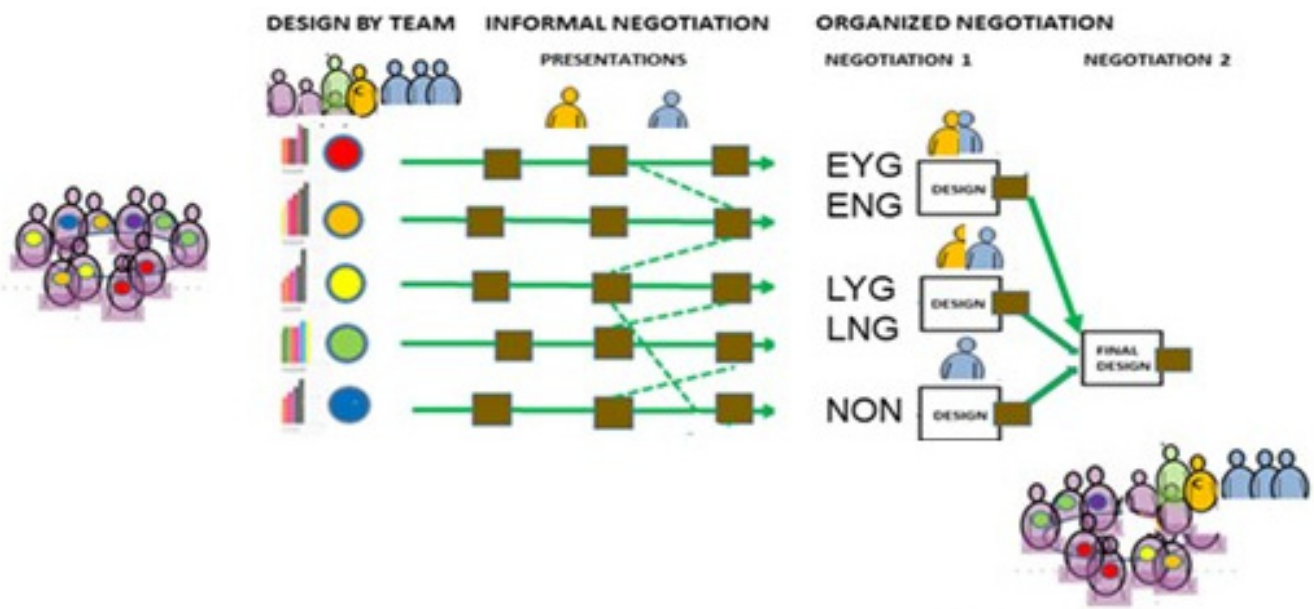 DESIGN BY TEAM
INFORMAL NEGOTIATION
ORGANIZED NEGOTIATION
PRESENTATIONS
NEGOTIATION 1
NEGOTIATION 2
EYG
ENG
DESIGN
LYG
LNG
DESIGN
FINAL
DESIGN
NON
DESIGN